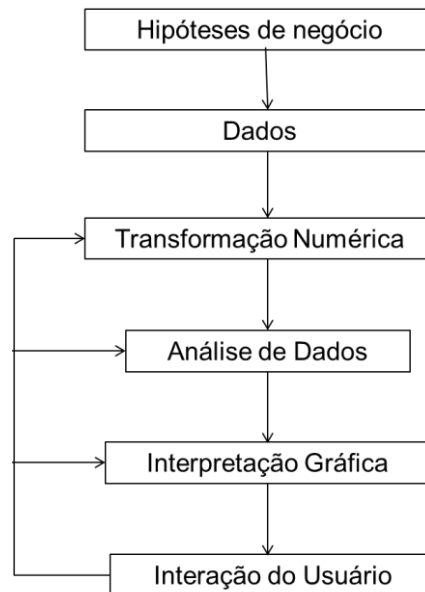 Hipóteses de negócio
Dados
Transformação Numérica
Análise de Dados
Interpretação Gráfica
Interação do Usuário